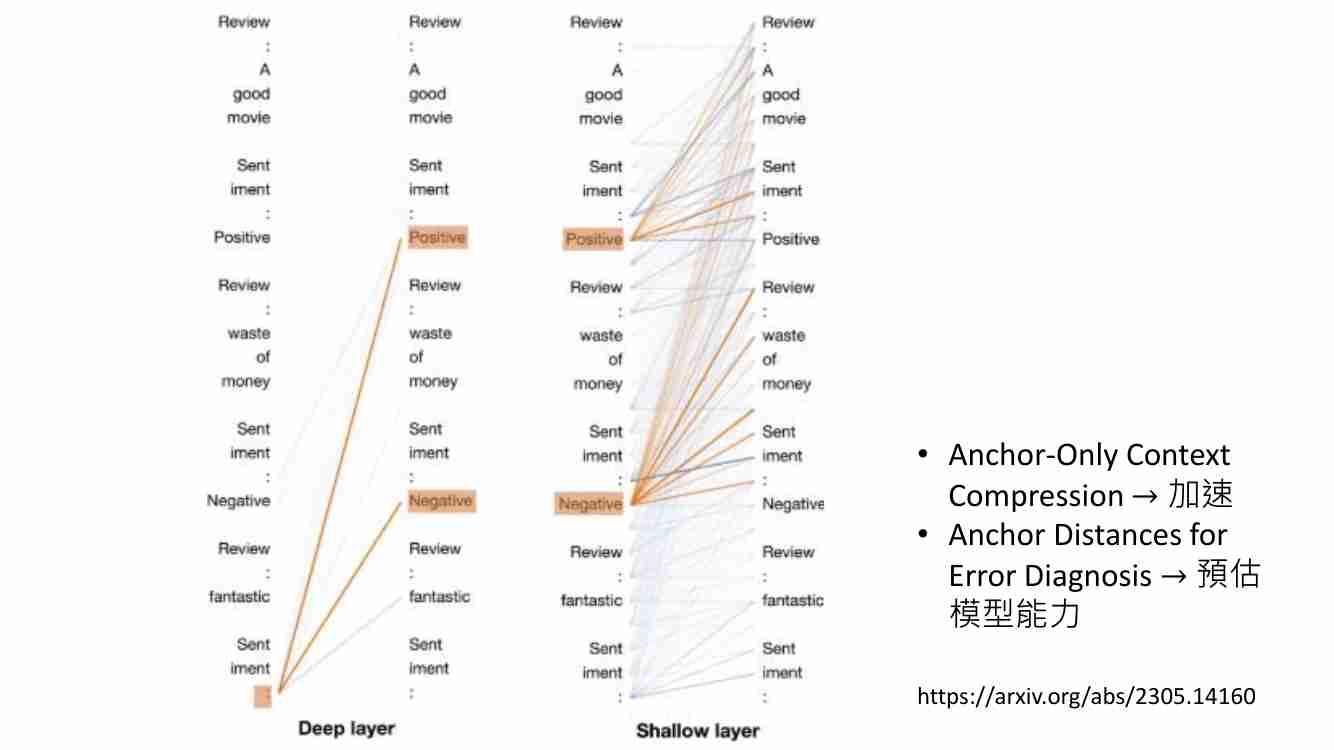 Review
:
A
good
movie
Sent
iment
:
Positive
Review
:
waste
of
money
Sent
iment
:
Negative
Review
:
fantastic
Sent
iment
:
Review
:
A
good
movie
Sent
iment
:
Positive
Review
:
waste
of
money
Sent
iment
:
Negative
Review
:
fantastic
Sent
iment
:
Deep layer
Review
:
A
good
movie
Sent
iment
:
Positive
Review
:
waste
of
money
Sent
iment
:
Negative
Review
:
fantastic
Sent
iment
:
Review
:
A
good
movie
Sent
iment
:
Positive
Review
:
waste
of
money
Sent
iment
:
Negative
Review
:
fantastic
Sent
iment
:
Shallow layer
• Anchor-Only Context
Compression → 加速
• Anchor Distances for
Error Diagnosis → 預估
模型能力
https://arxiv.org/abs/2305.14160